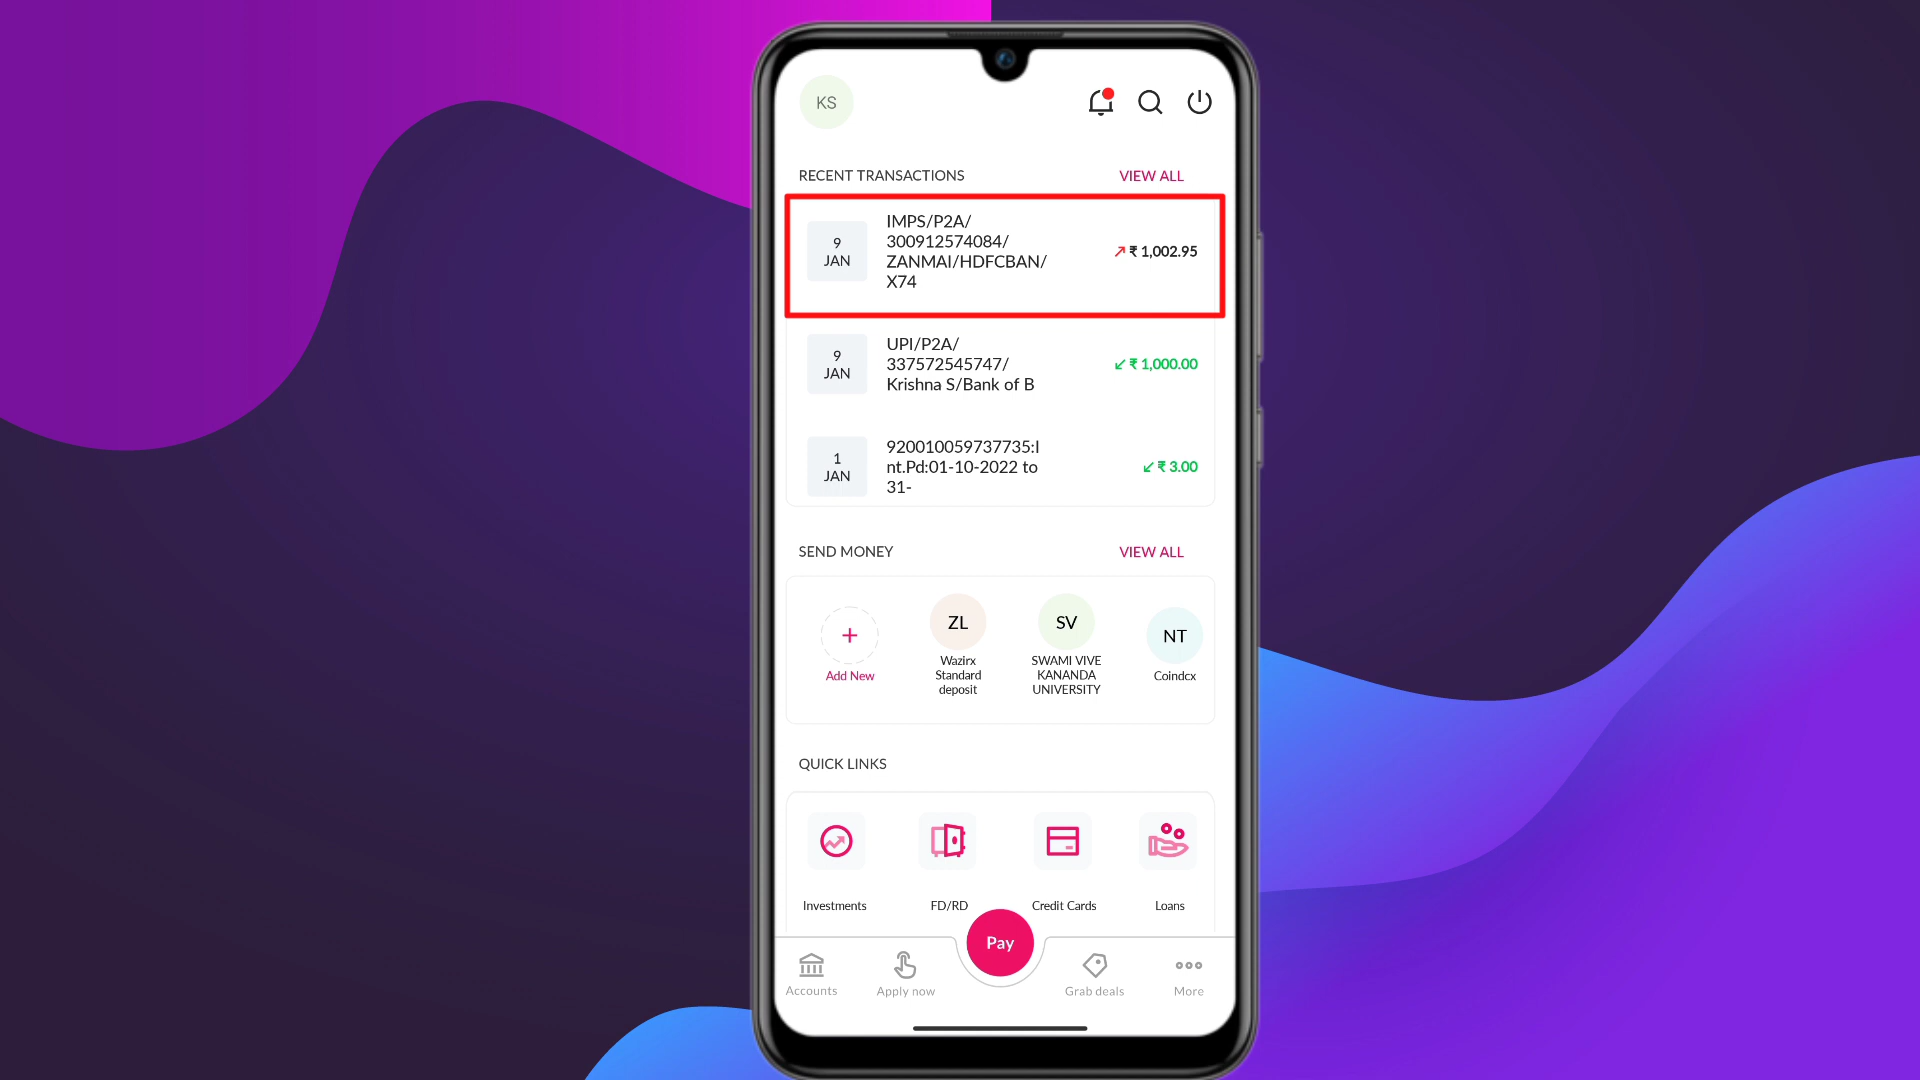 KS
RECENT TRANSACTIONS
VIEW ALL
9
JAN
IMPS/P2A/
300912574084/
ZANMAI/HDFCBAN/
X74
₹ 1,002.95
9
JAN
UPI/P2A/
337572545747/
Krishna S/Bank of B
₹ 1,000.00
1
JAN
920010059737735:I
nt.Pd:01-10-2022 to
31-
₹ 3.00
SEND MONEY
VIEW ALL
Add New
ZL
Wazirx
Standard
deposit
SV
SWAMI VIVE
KANANDA
UNIVERSITY
NT
Coindcx
QUICK LINKS
Investments
FD/RD
Credit Cards
Loans
Accounts
Apply now
Pay
Grab deals
More